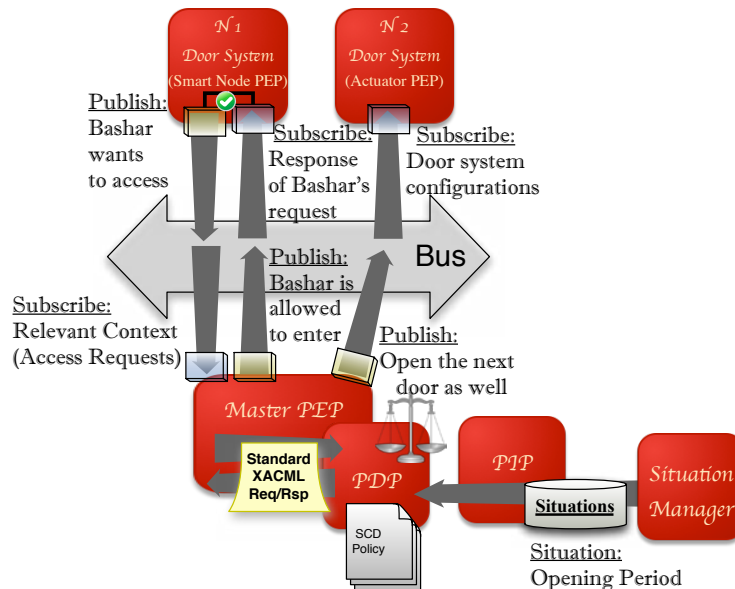 N 1
Door System
(Smart Node PEP)
N 2
Door System
(Actuator PEP)
Publish:
Bashar
wants
to access
Subscribe:
Response
of Bashar's
request
Subscribe:
Door system
configurations
Bus
Subscribe:
Relevant Context
(Access Requests)
Publish:
Bashar is
allowed
to enter
Publish:
Open the next
door as well
Master PEP
Standard
XACML
Req/Rsp
PDP
SCD
Policy
PIP
Situations
Situation
Manager
Situation:
Opening Period